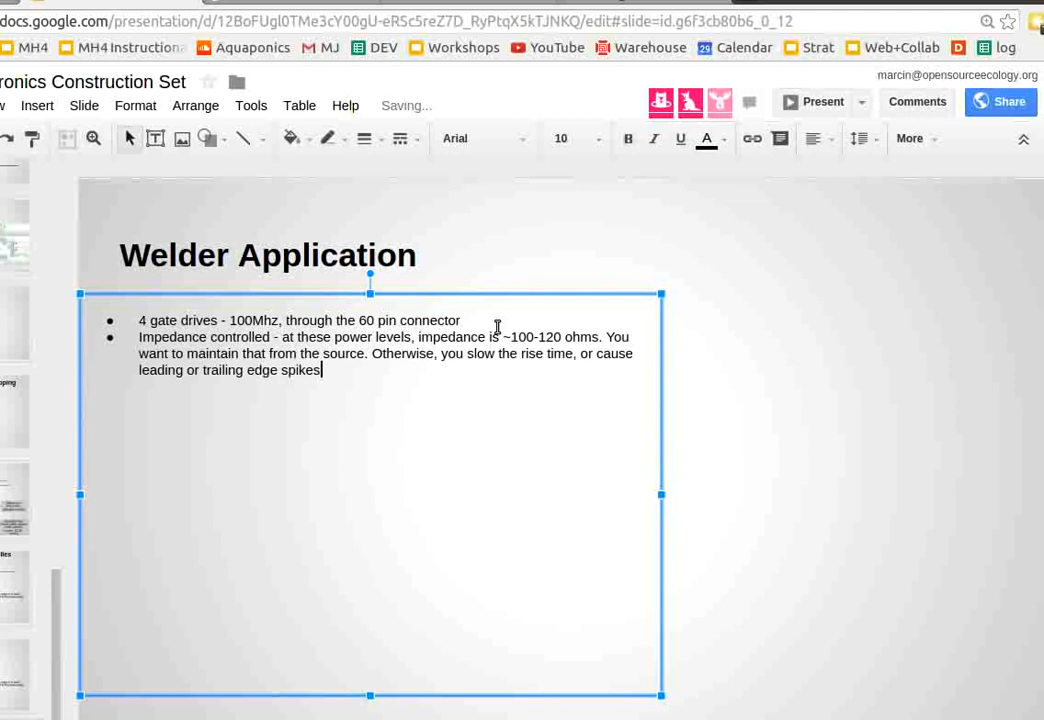 docs.google.com/presentation/d/12BoFUgl0TMe3cY00gU-eRSc5reZ7D_RyPtqX5kTJNKQ/edit#slide=id.g6f3cb80b6_0_12
MH4 MH4 Instructiona Aquaponics MJ DEV Workshops YouTube Warehouse 29 Calendar Strat Web+Collab D log
ronics Construction Set
marcin@opensourceecology.org
w Insert Slide Format Arrange Tools Table Help Saving...
Present Comments Share
Arial 10 B I U A More
Welder Application
● 4 gate drives - 100Mhz, through the 60 pin connector
● Impedance controlled - at these power levels, impedance is ~100-120 ohms. You
want to maintain that from the source. Otherwise, you slow the rise time, or cause
leading or trailing edge spikes
pping
lles